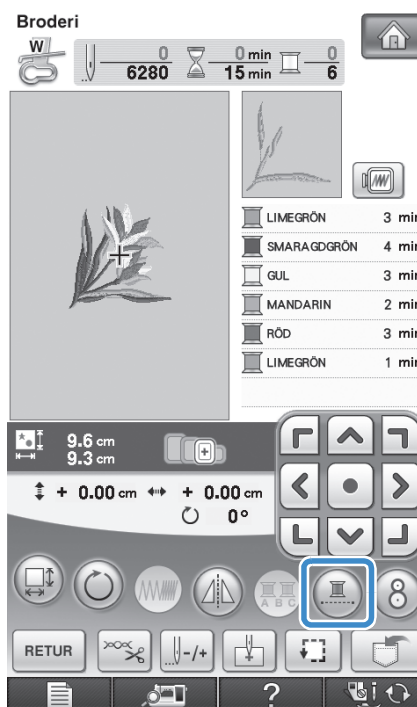 Broderi
W
0 0 min 0
6280 15 min 6
LIMEGRÖN 3 min
SMARAGDGRÖN 4 min
GUL 3 min
MANDARIN 2 min
RÖD 3 min
LIMEGRÖN 1 min
9.6 cm
9.3 cm
+ 0.00 cm + 0.00 cm
0°
A B C
8
RETUR -/+
?